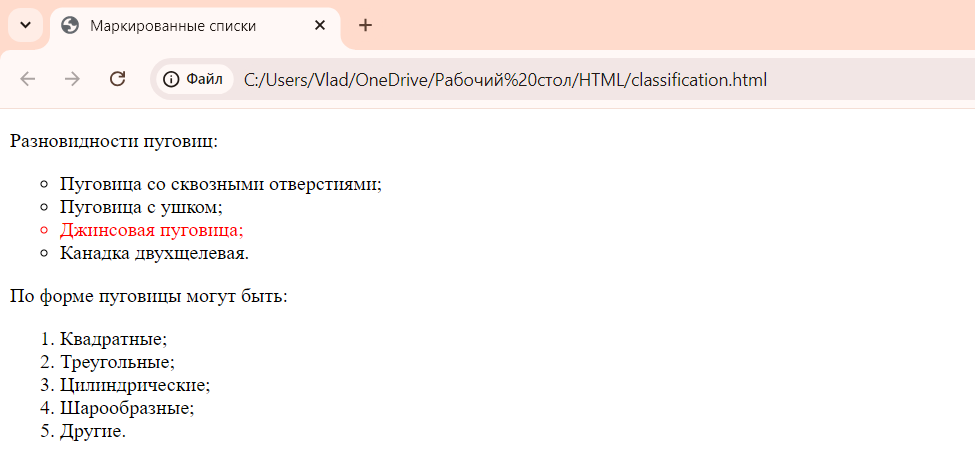 Маркированные списки
Файл C:/Users/Vlad/OneDrive/Рабочий%20стол/HTML/classification.html
Разновидности пуговиц:
Пуговица со сквозными отверстиями;
Пуговица с ушком;
Джинсовая пуговица;
Канадка двухщелевая.
По форме пуговицы могут быть:
1. Квадратные;
2. Треугольные;
3. Цилиндрические;
4. Шарообразные;
5. Другие.